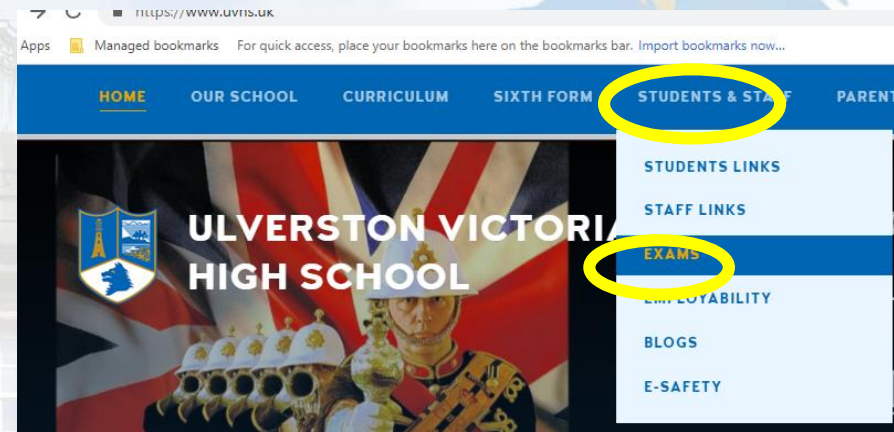 https://www.uvhs.uk
Apps Managed bookmarks For quick access, place your bookmarks here on the bookmarks bar. Import bookmarks now...
HOME OUR SCHOOL CURRICULUM SIXTH FORM STUDENTS & STAFF PARENT
STUDENTS LINKS
STAFF LINKS
EXAMS
EMPLOYABILITY
BLOGS
E-SAFETY
ULVERSTON VICTORIA
HIGH SCHOOL